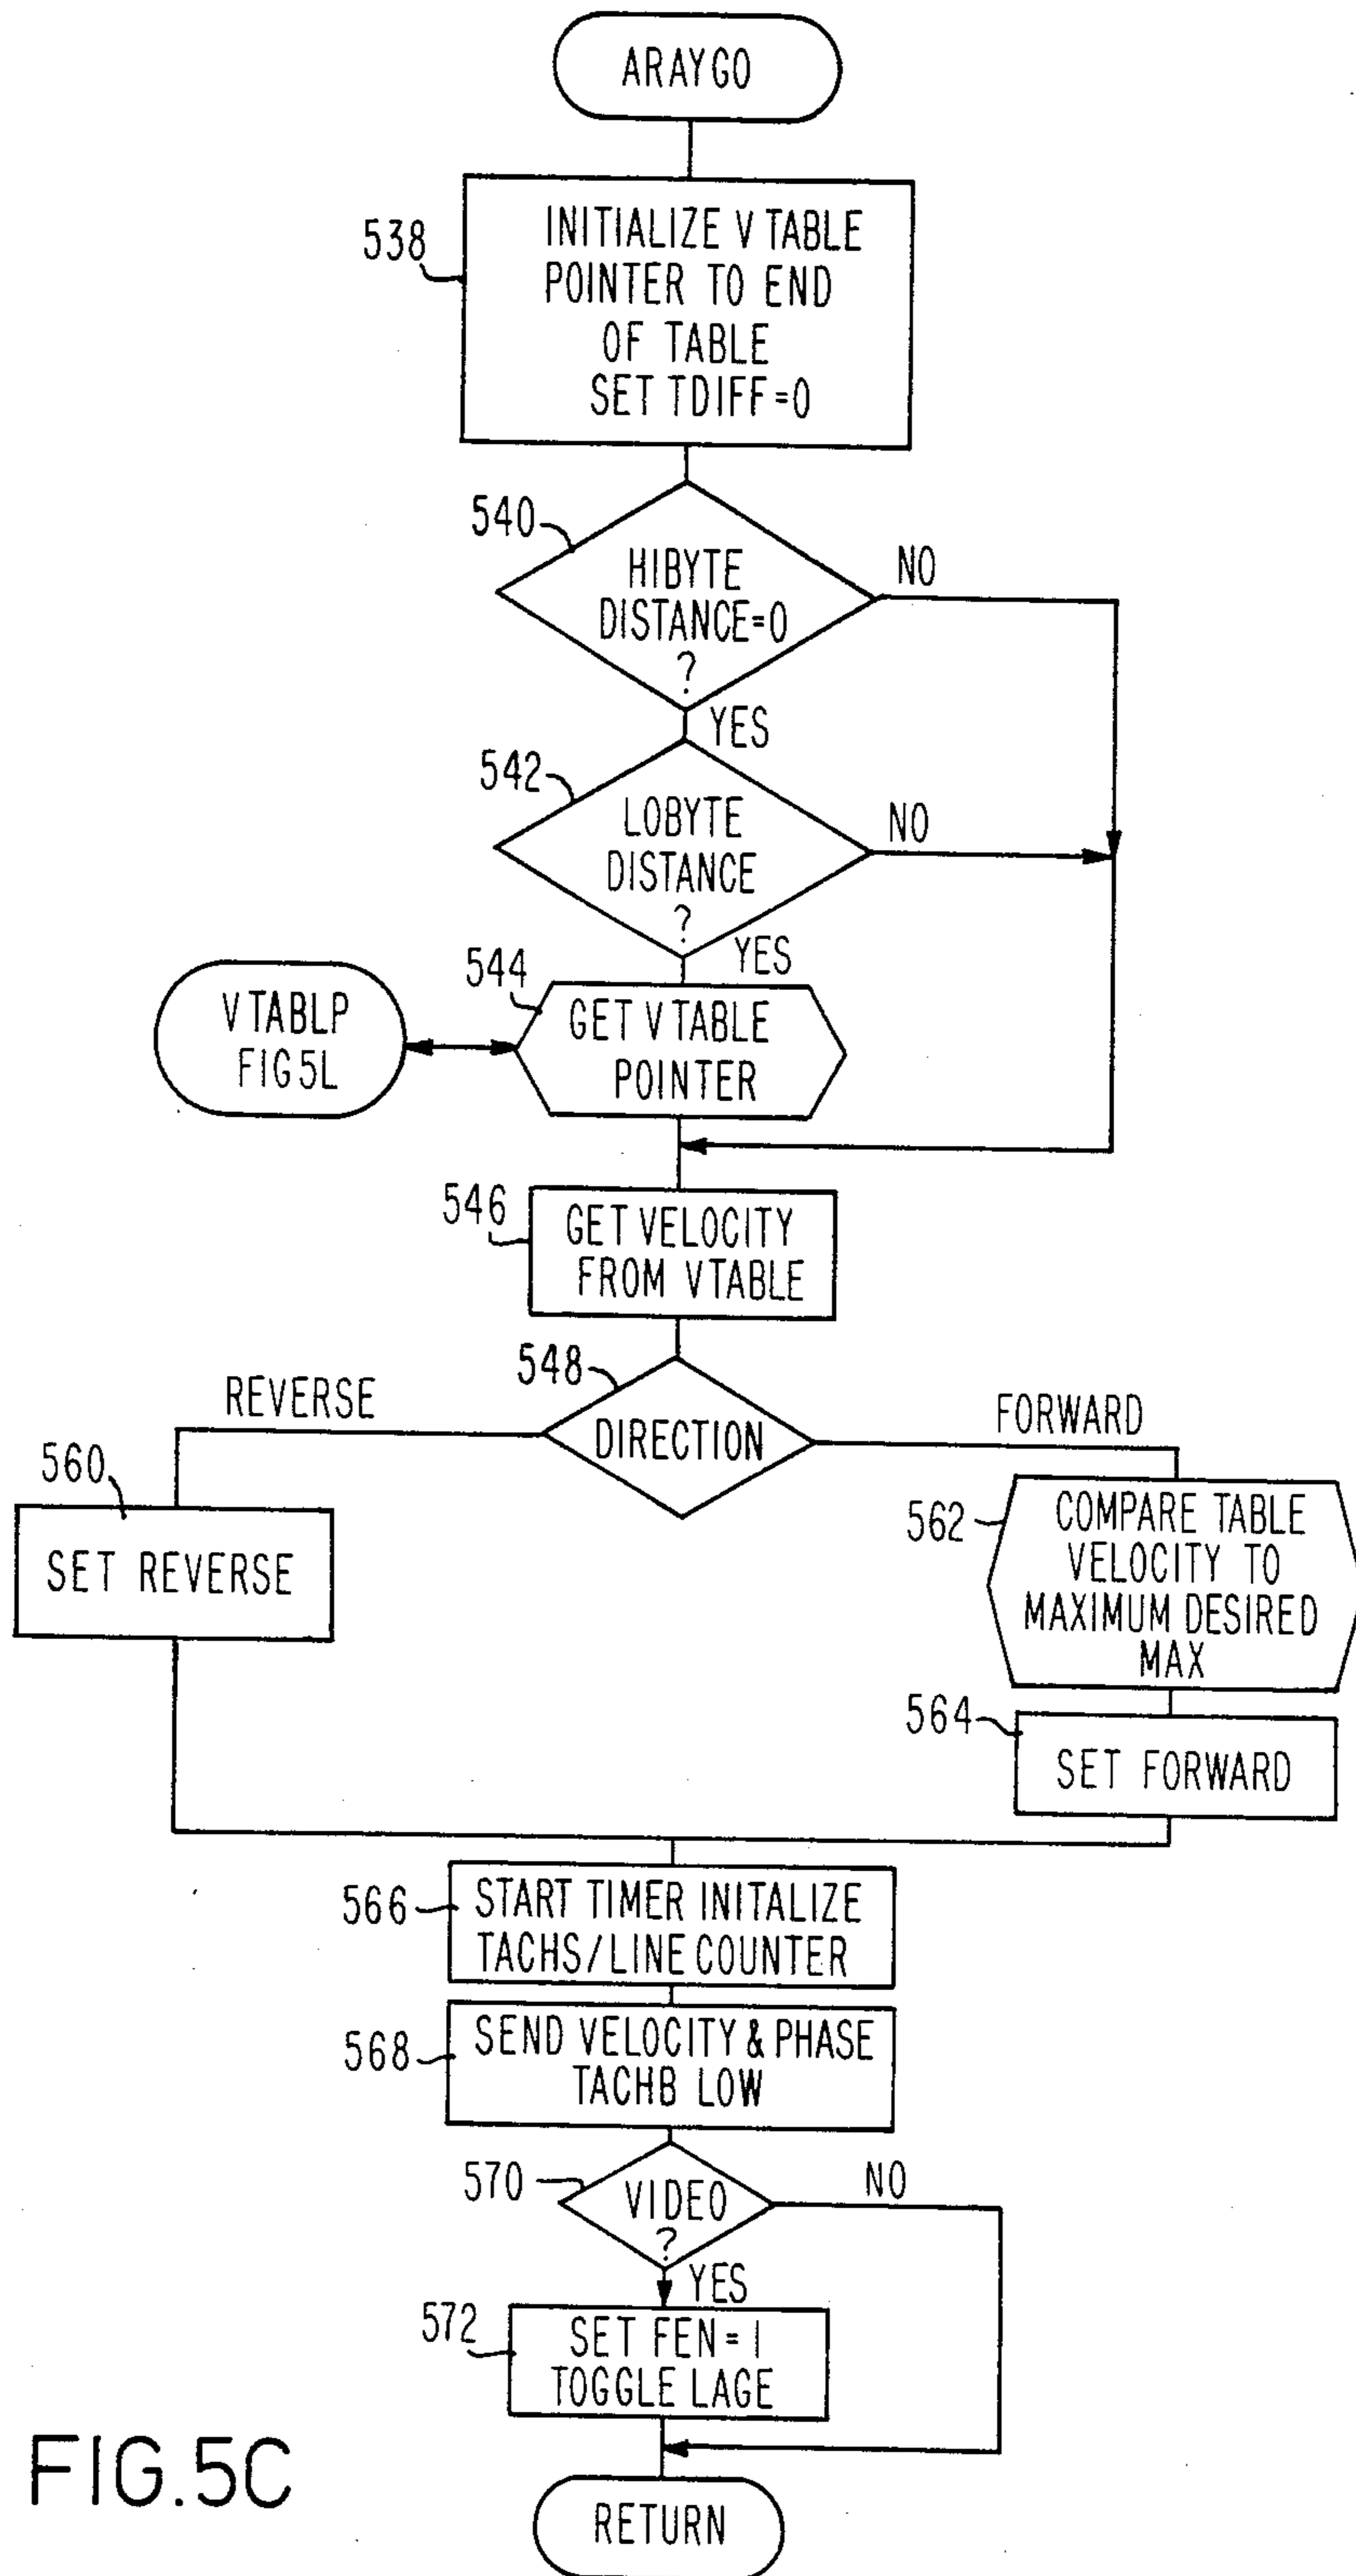 ARAYGO
538
INITIALIZE V TABLE
POINTER TO END
OF TABLE
SET TDIFF=0
540
HIBYTE
DISTANCE=0
?
NO
YES
542
LOBYTE
DISTANCE
?
NO
YES
544
GET V TABLE
POINTER
V TABLP
FIG 5L
546
GET VELOCITY
FROM VTABLE
548
DIRECTION
REVERSE
FORWARD
560
SET REVERSE
562
COMPARE TABLE
VELOCITY TO
MAXIMUM DESIRED
MAX
564
SET FORWARD
566
START TIMER INITALIZE
TACHS/LINE COUNTER
568
SEND VELOCITY & PHASE
TACHB LOW
570
VIDEO
?
NO
YES
572
SET FEN = 1
TOGGLE LAGE
RETURN
FIG. 5C